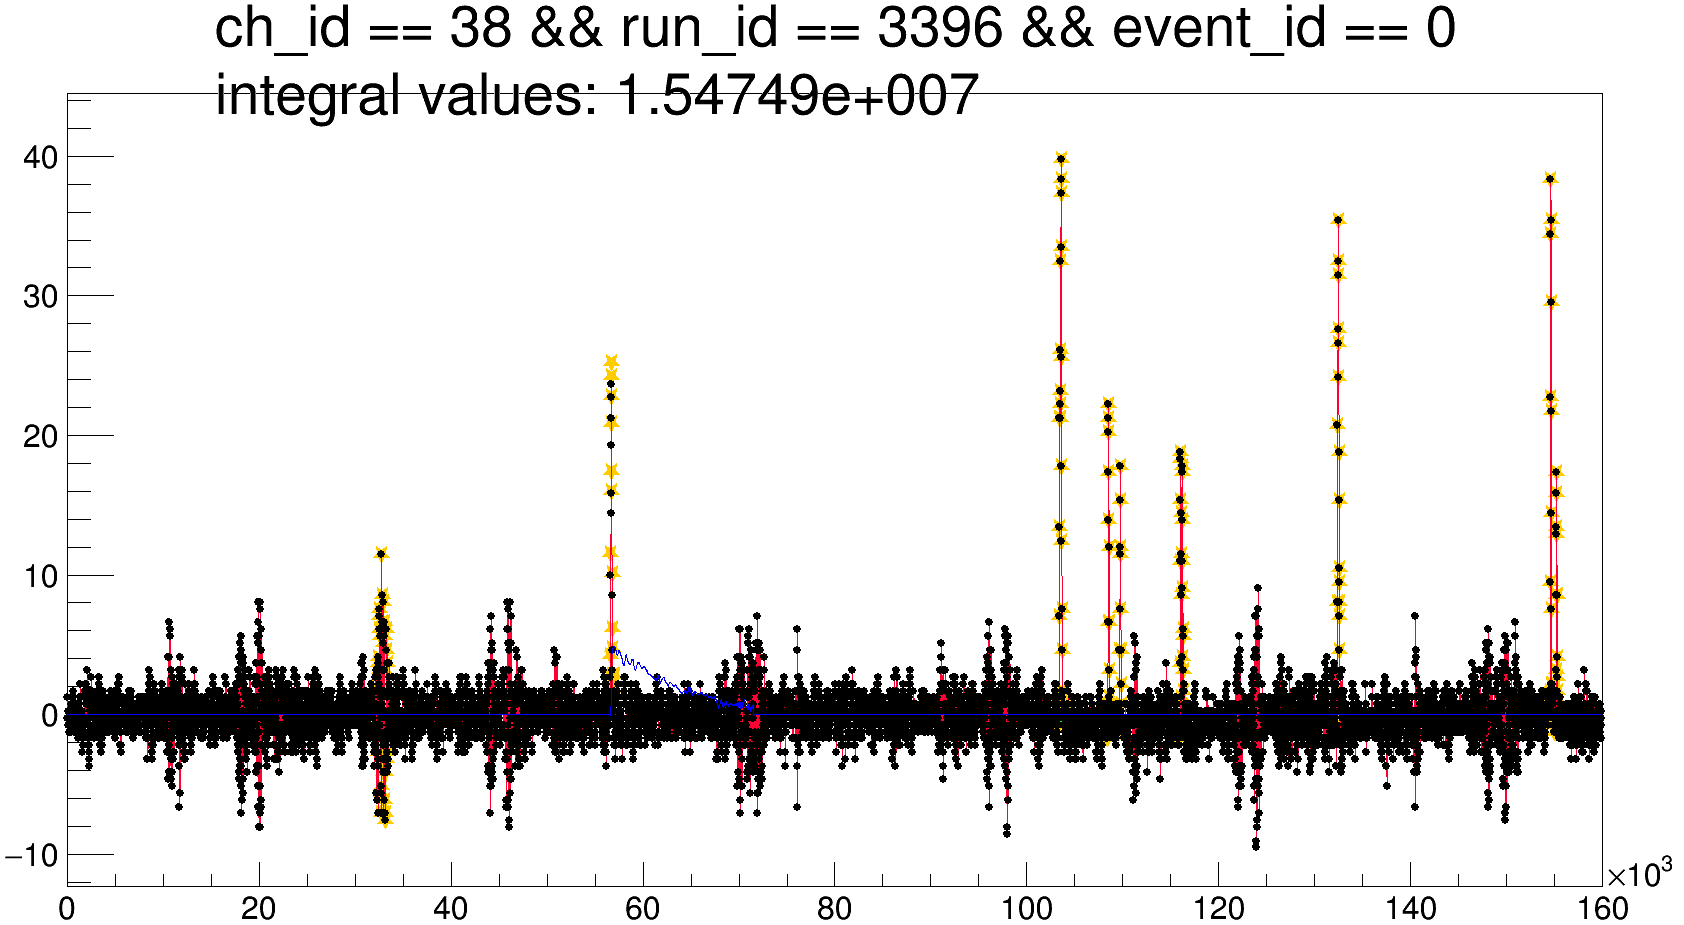 ch_id == 38 && run_id == 3396 && event_id == 0
integral values: 1.54749e+007
40
30
20
10
0
−10
0 20 40 60 80 100 120 140 160
×10³